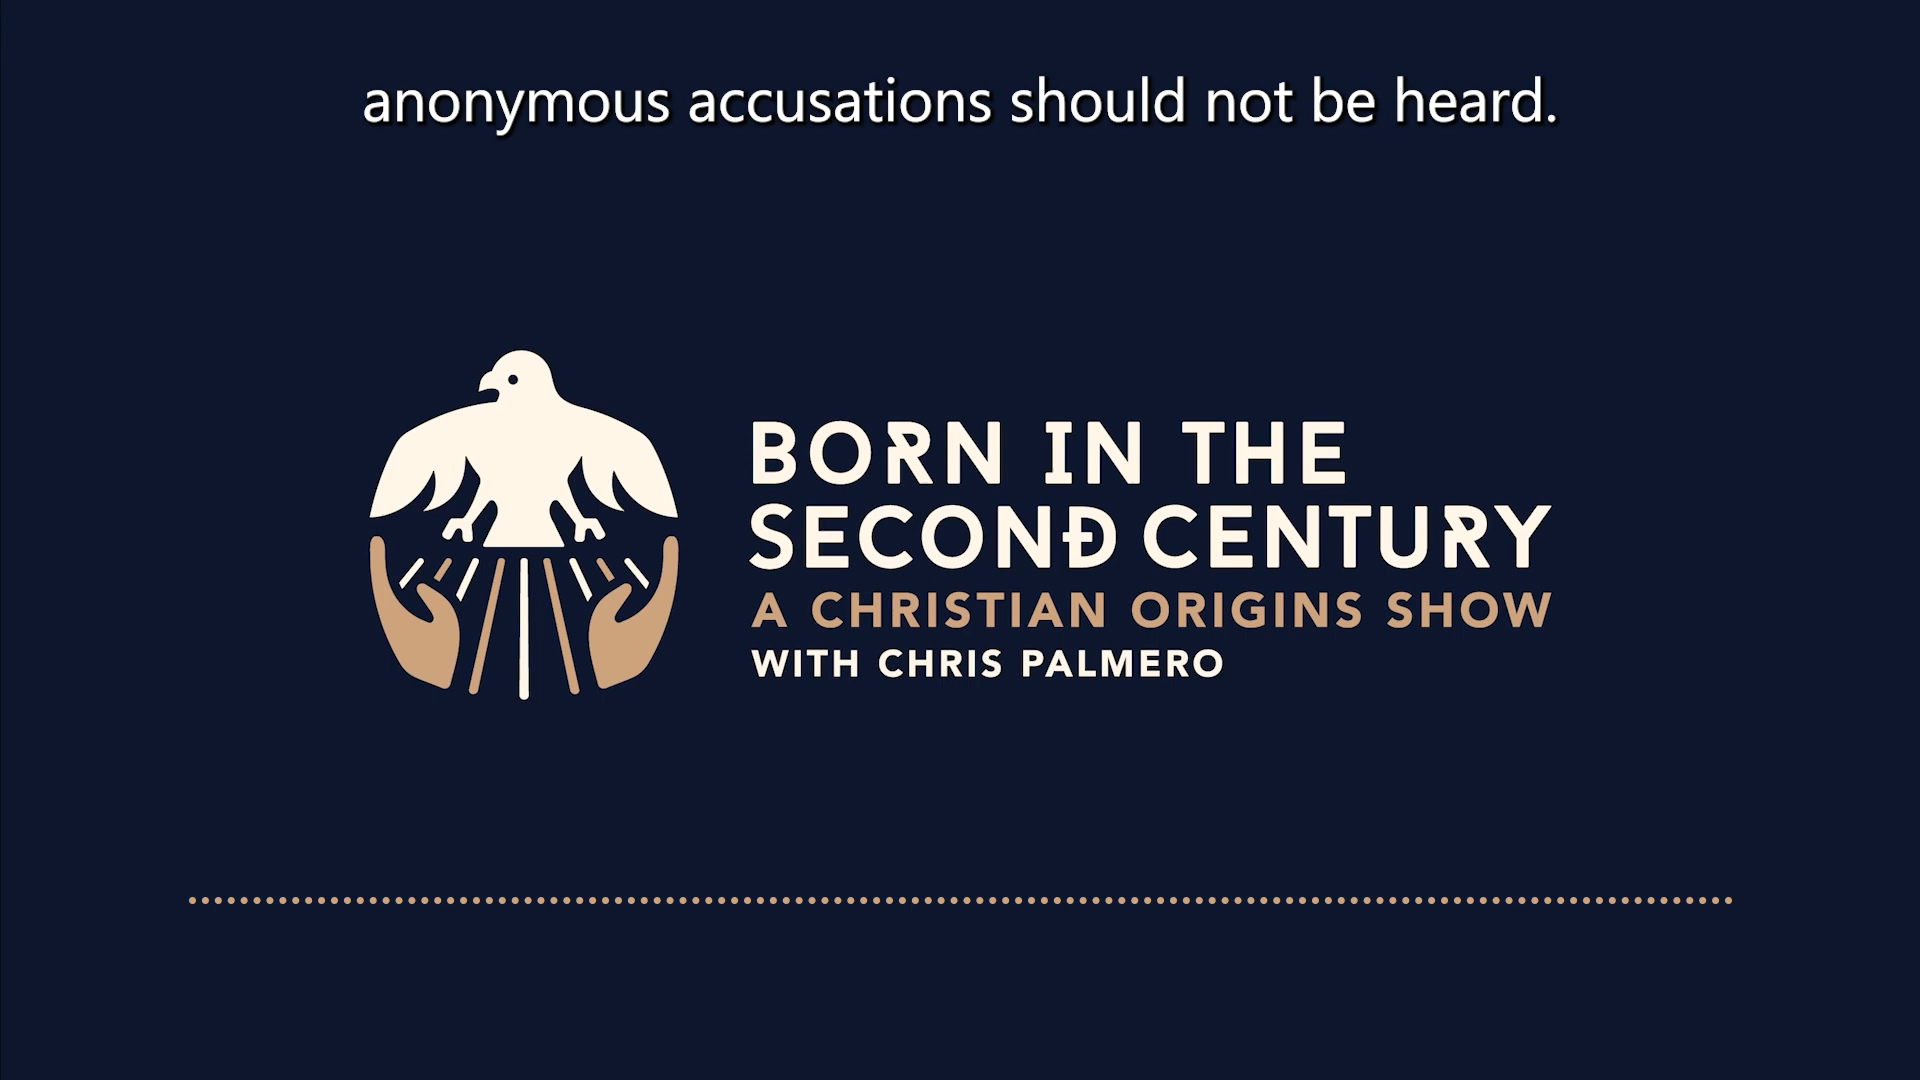 anonymous accusations should not be heard.
BORN IN THE
SECOND CENTURY
A CHRISTIAN ORIGINS SHOW
WITH CHRIS PALMERO